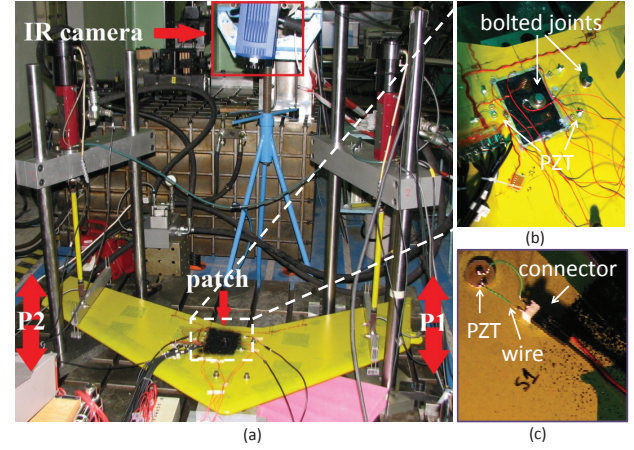 IR camera
P2
patch
P1
(a)
bolted joints
PZT
(b)
connector
PZT
wire
S1
(c)